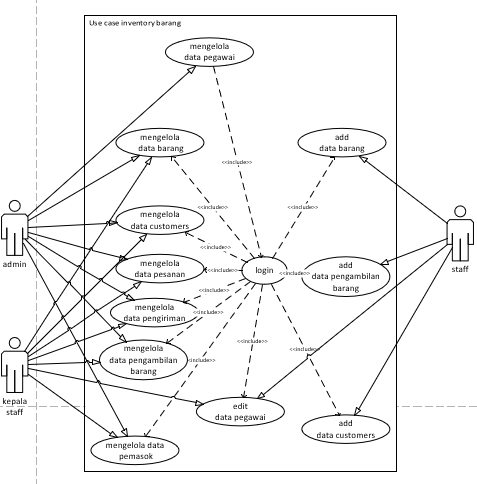 Use case inventory barang
mengelola
data pegawai
mengelola
data barang
add
data barang
<<include>>
<<include>>
<<include>>
mengelola
data customers
<<include>>
admin
mengelola
data pesanan
<<include>>
login
<<include>>
add
data pengambilan
barang
staff
<<include>>
mengelola
data pengiriman
<<include>>
mengelola
data pengambilan
barang
<<include>>
<<include>>
<<include>>
kepala
staff
edit
data pegawai
add
data customers
mengelola data
pemasok